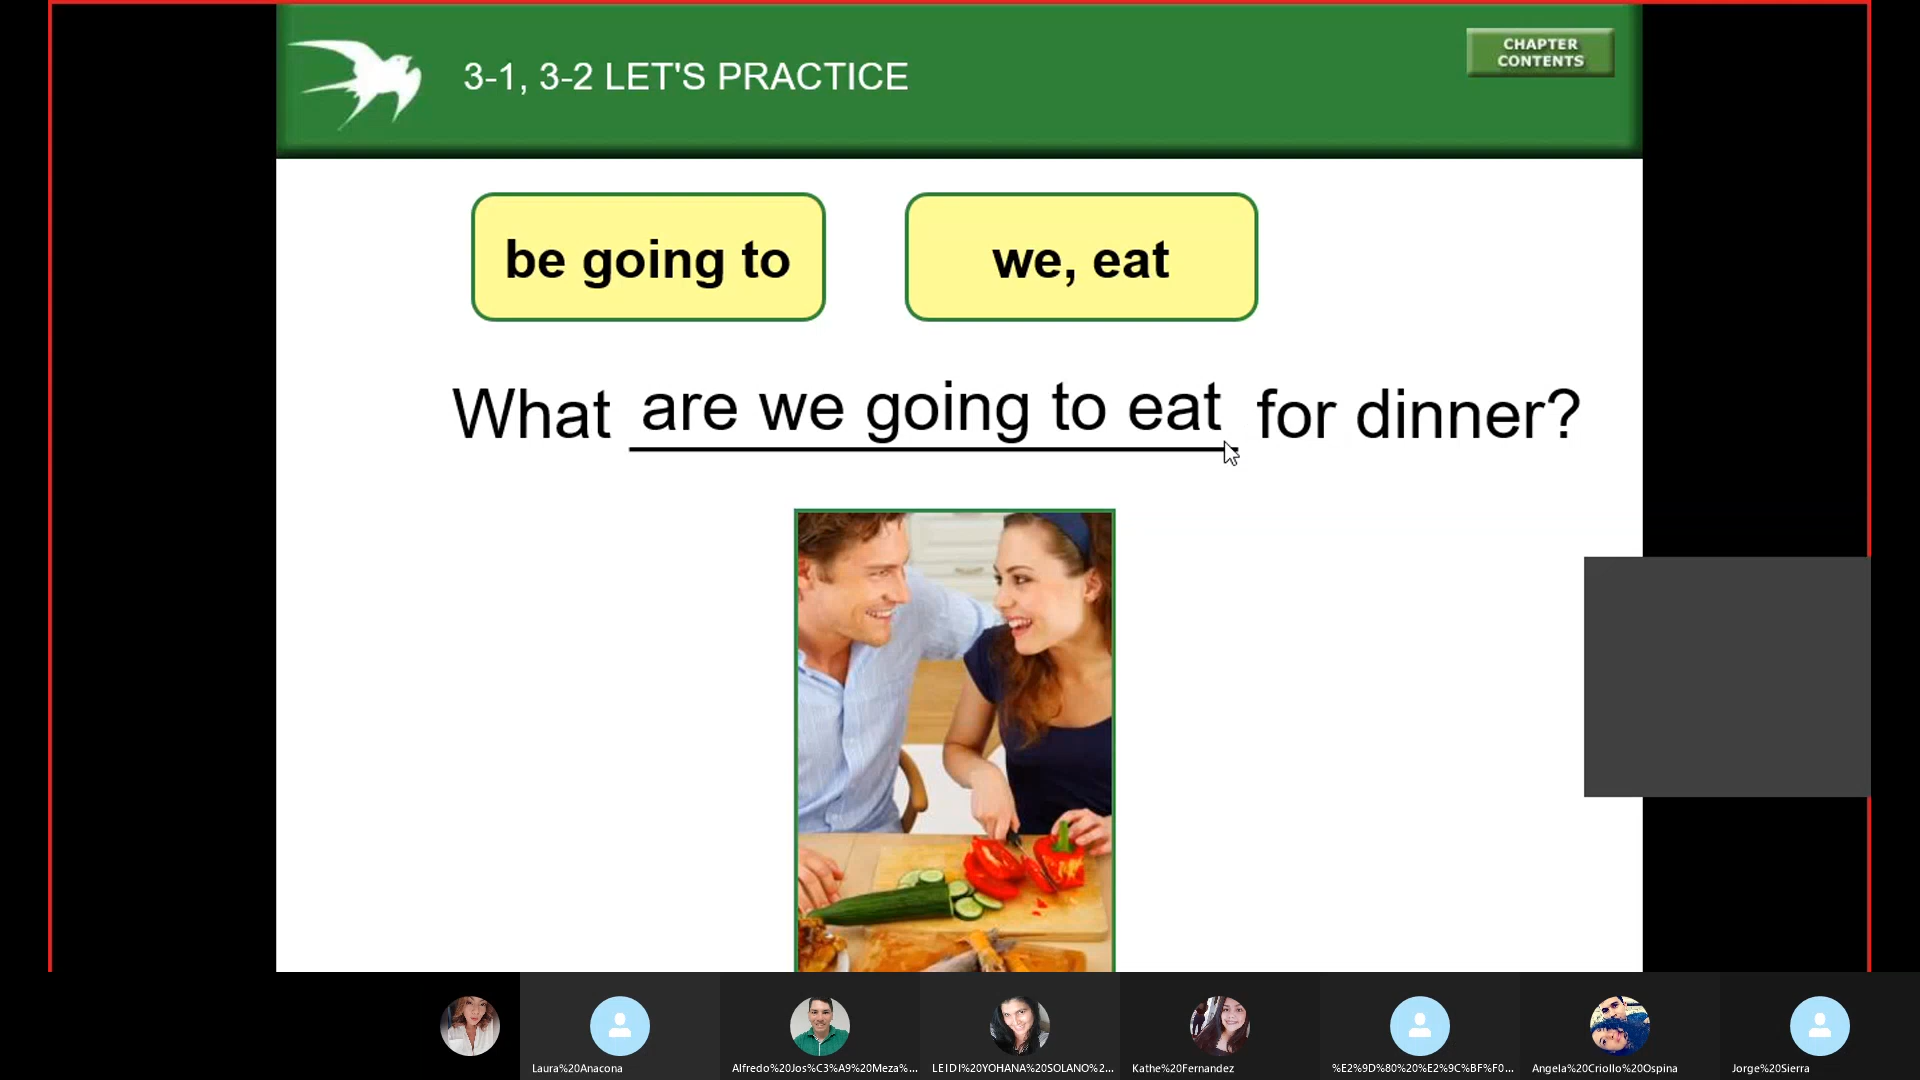 3-1, 3-2 LET'S PRACTICE
CHAPTER
CONTENTS
be going to
we, eat
What are we going to eat for dinner?
Laura%20Anacona
Alfredo%20Jos%C3%A9%20Meza%...
LEIDI%20YOHANA%20SOLANO%2...
Kathe%20Fernandez
%E2%9D%80%20%E2%9C%BF%F0...
Angela%20Criollo%20Ospina
Jorge%20Sierra